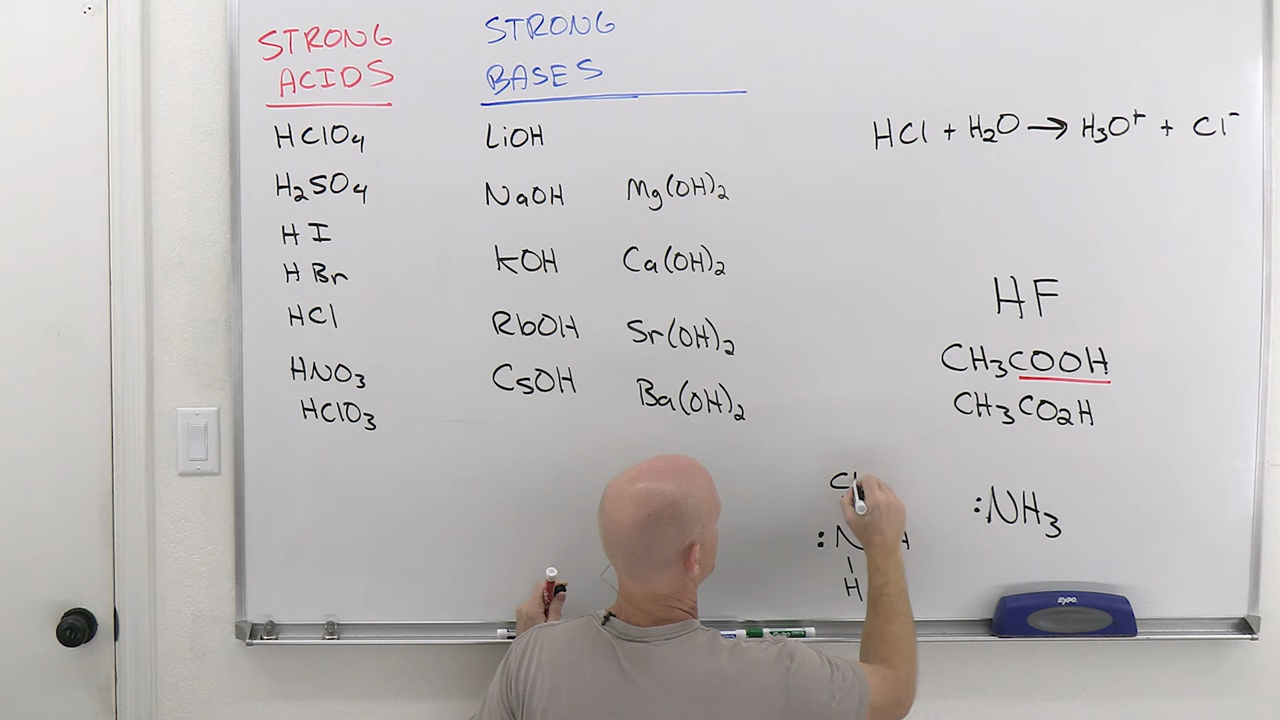 STRONG
ACIDS
HClO4
H2SO4
HI
HBr
HCl
HNO3
HClO3
STRONG
BASES
LiOH
NaOH Mg(OH)2
KOH Ca(OH)2
RbOH Sr(OH)2
CsOH Ba(OH)2
HCl + H2O → H3O+ + Cl-
HF
CH3COOH
CH3CO2H
:NH3
: N H
H
EXPO